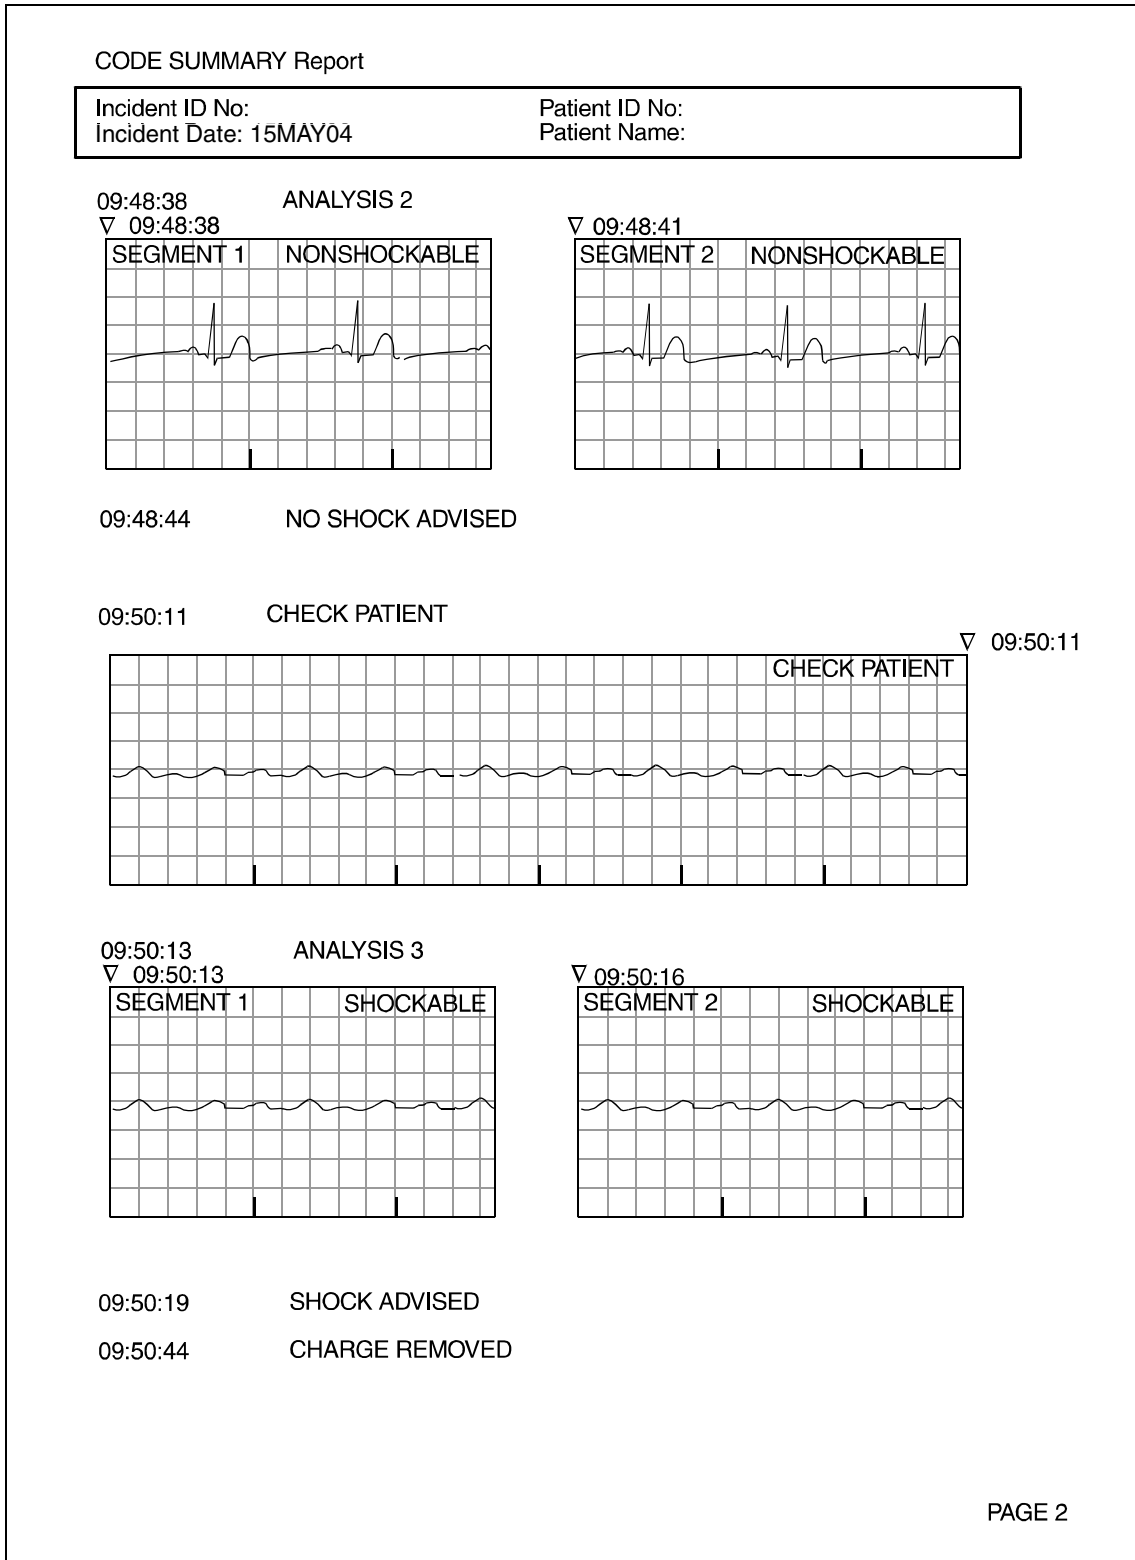 CODE SUMMARY Report
Incident ID No: Patient ID No:
Incident Date: 15MAY04 Patient Name:
09:48:38 ANALYSIS 2
▽ 09:48:38 ▽ 09:48:41
SEGMENT 1 NONSHOCKABLE SEGMENT 2 NONSHOCKABLE
09:48:44 NO SHOCK ADVISED
09:50:11 CHECK PATIENT
▽ 09:50:11
CHECK PATIENT
09:50:13 ANALYSIS 3
▽ 09:50:13 ▽ 09:50:16
SEGMENT 1 SHOCKABLE SEGMENT 2 SHOCKABLE
09:50:19 SHOCK ADVISED
09:50:44 CHARGE REMOVED
PAGE 2